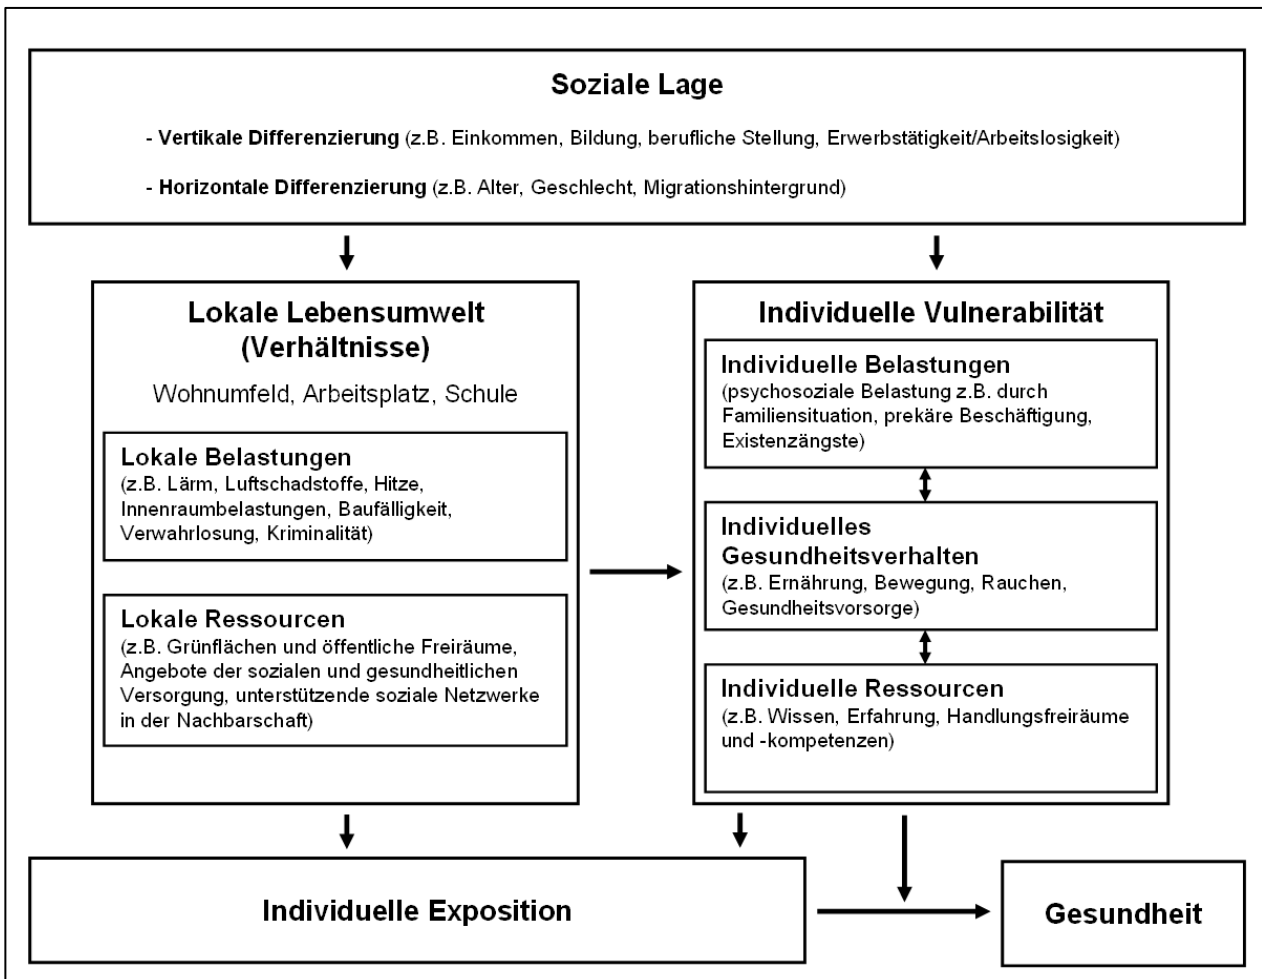 Soziale Lage
- Vertikale Differenzierung (z.B. Einkommen, Bildung, berufliche Stellung, Erwerbstätigkeit/Arbeitslosigkeit)
- Horizontale Differenzierung (z.B. Alter, Geschlecht, Migrationshintergrund)
Lokale Lebensumwelt
(Verhältnisse)
Wohnumfeld, Arbeitsplatz, Schule
Lokale Belastungen
(z.B. Lärm, Luftschadstoffe, Hitze,
Innenraumbelastungen, Baufälligkeit,
Verwahrlosung, Kriminalität)
Lokale Ressourcen
(z.B. Grünflächen und öffentliche Freiräume,
Angebote der sozialen und gesundheitlichen
Versorgung, unterstützende soziale Netzwerke
in der Nachbarschaft)
Individuelle Vulnerabilität
Individuelle Belastungen
(psychosoziale Belastung z.B. durch
Familiensituation, prekäre Beschäftigung,
Existenzängste)
Individuelles
Gesundheitsverhalten
(z.B. Ernährung, Bewegung, Rauchen,
Gesundheitsvorsorge)
Individuelle Ressourcen
(z.B. Wissen, Erfahrung, Handlungsfreiräume
und -kompetenzen)
Individuelle Exposition
Gesundheit